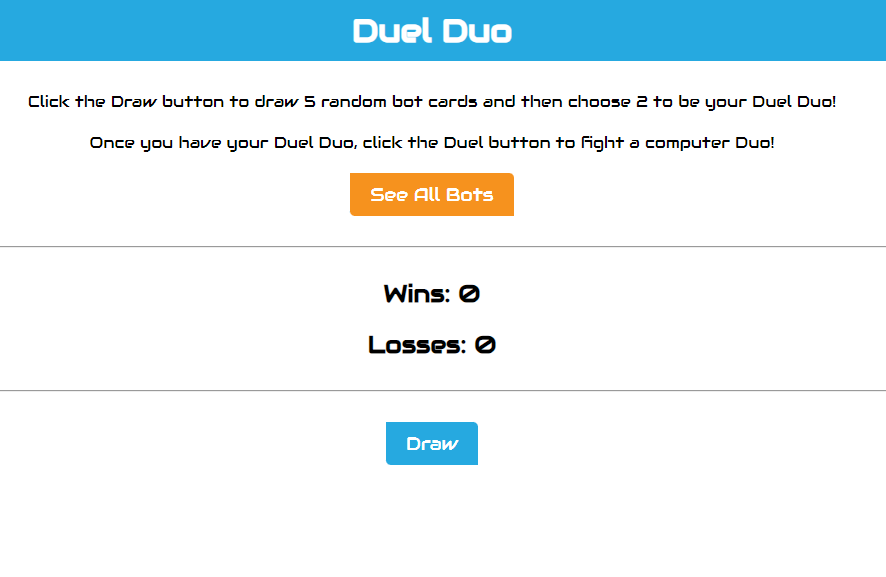 Duel Duo
Click the Draw button to draw 5 random bot cards and then choose 2 to be your Duel Duo!
Once you have your Duel Duo, click the Duel button to fight a computer Duo!
See All Bots
Wins: 0
Losses: 0
Draw